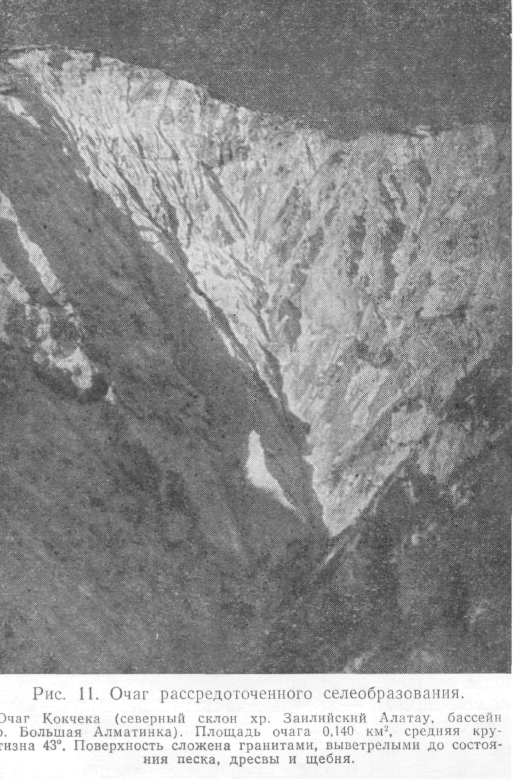 Рис. 11. Очаг рассредоточенного селеобразования.
Очаг Кокчека (северный склон хр. Заилийский Алатау, бассейн
р. Большая Алматинка). Площадь очага 0,140 км², средняя кру-
тизна 43°. Поверхность сложена гранитами, выветрелыми до состоя-
ния песка, дресвы и щебня.